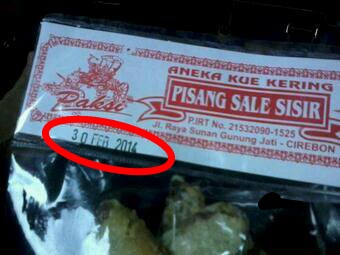 ANEKA KUE KERING
Paksi
PISANG SALE SISIR
P.IRT No. 21532090-1525
Jl. Raya Sunan Gunung Jati - CIREBON
30 FEB 2014